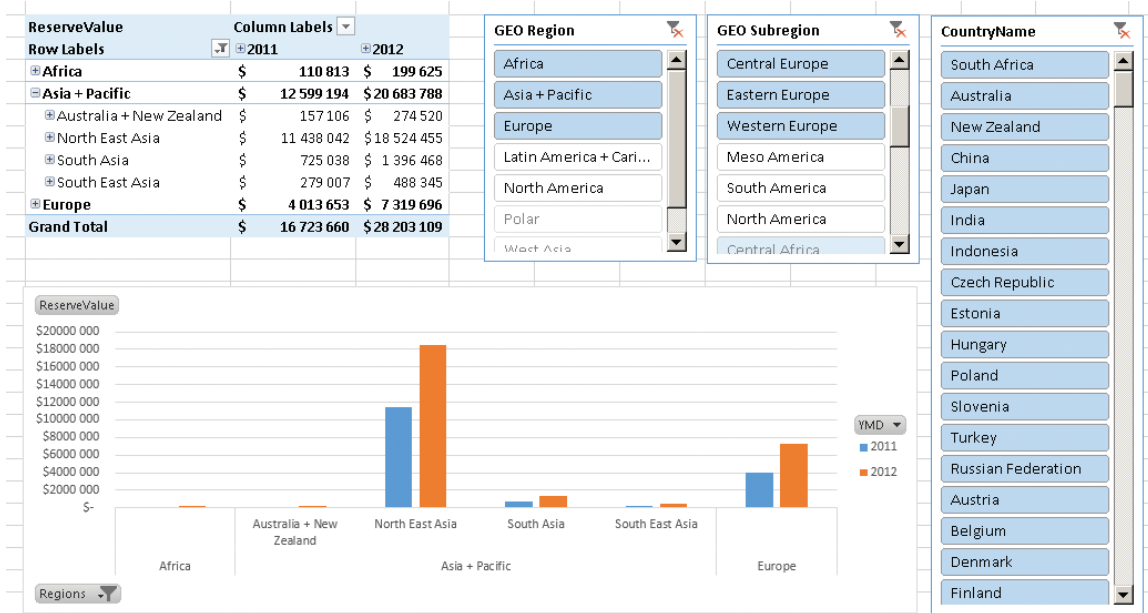 ReserveValue Column Labels
Row Labels 2011 2012
Africa $ 110 813 $ 199 625
Asia + Pacific $ 12 599 194 $20 683 788
Australia + New Zealand $ 157 106 $ 274 520
North East Asia $ 11 438 042 $18 524 455
South Asia $ 725 038 $ 1 396 468
South East Asia $ 279 007 $ 488 345
Europe $ 4 013 653 $ 7 319 696
Grand Total $ 16 723 660 $28 203 109
GEO Region
Africa
Asia + Pacific
Europe
Latin America + Cari...
North America
Polar
West Asia
GEO Subregion
Central Europe
Eastern Europe
Western Europe
Meso America
South America
North America
Central Africa
CountryName
South Africa
Australia
New Zealand
China
Japan
India
Indonesia
Czech Republic
Estonia
Hungary
Poland
Slovenia
Turkey
Russian Federation
Austria
Belgium
Denmark
Finland
ReserveValue
$20000 000
$18000 000
$16000 000
$14000 000
$12000 000
$10000 000
$8000 000
$6000 000
$4000 000
$2000 000
$-
Australia + New
Zealand
North East Asia
South Asia
South East Asia
Africa
Asia + Pacific
Europe
YMD
2011
2012
Regions